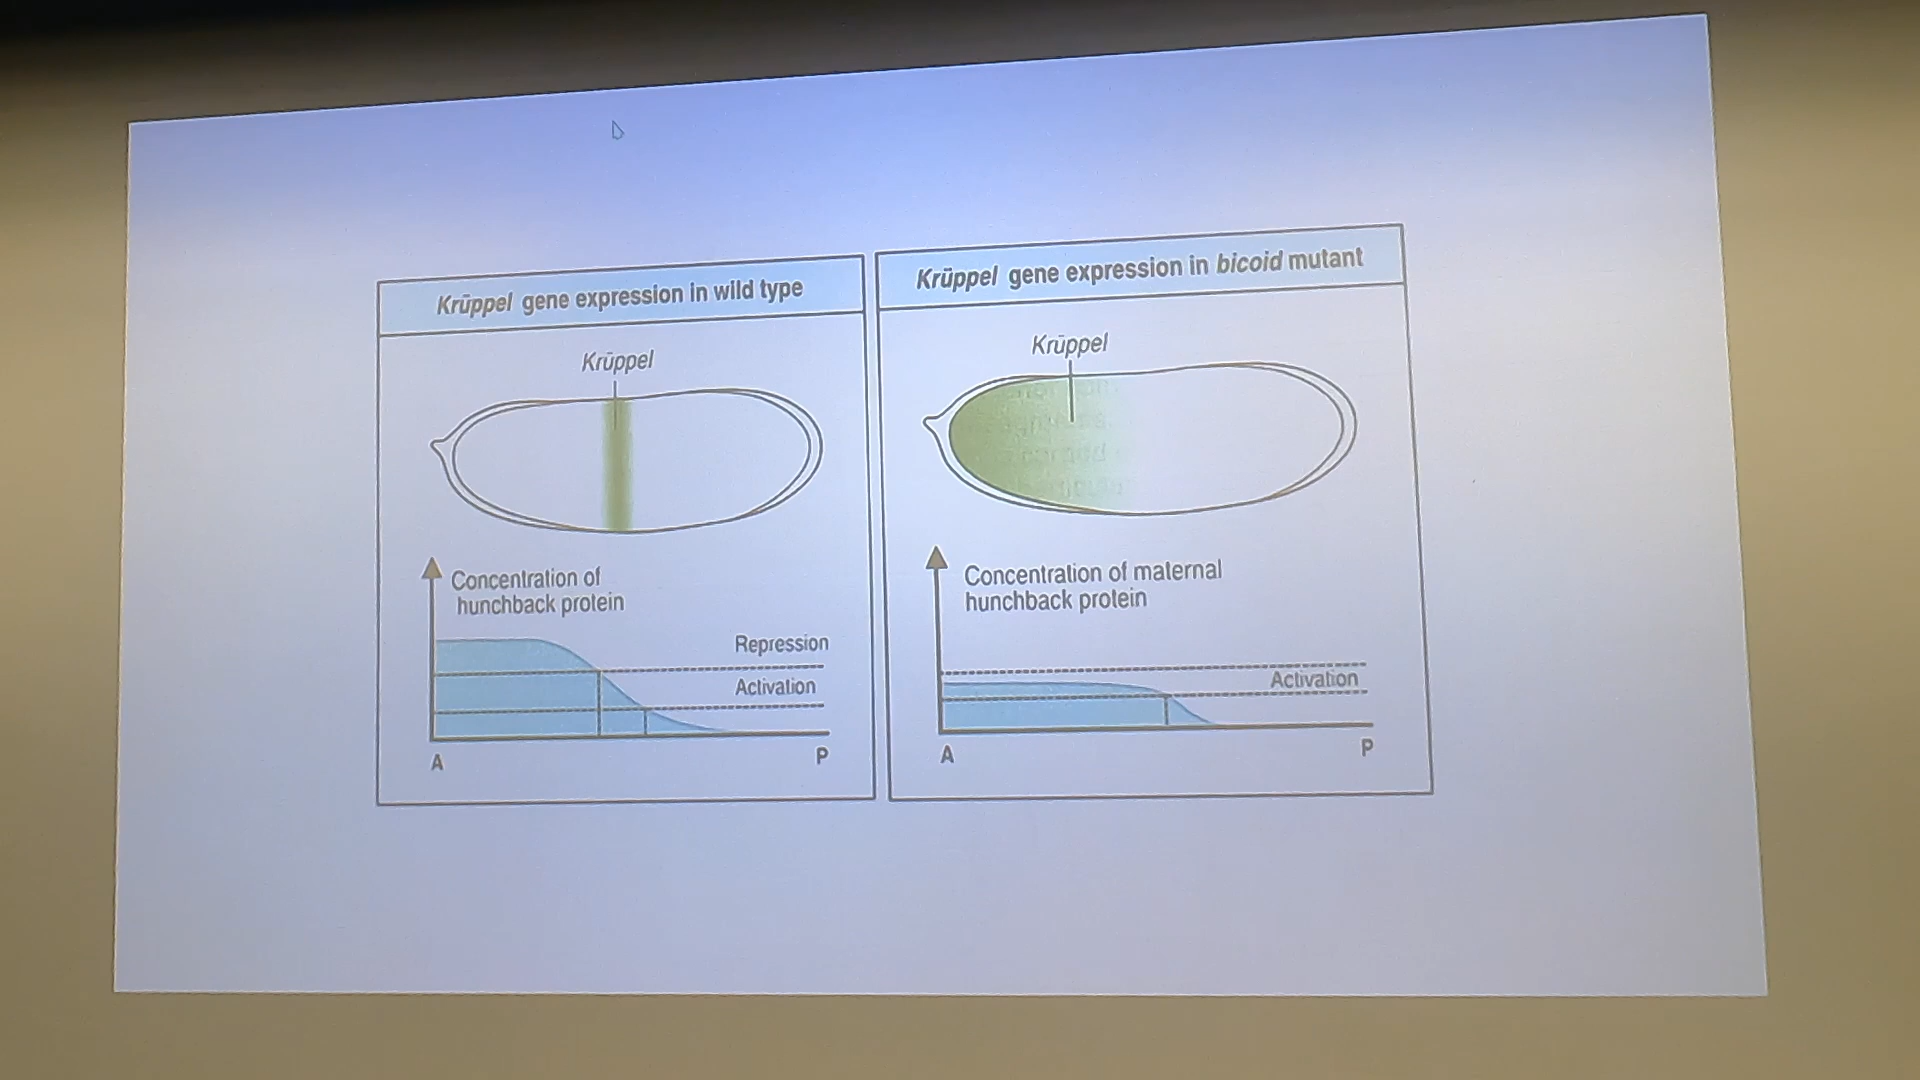 Krüppel gene expression in wild type
Krüppel
Concentration of
hunchback protein
Repression
Activation
A
P
Krüppel gene expression in bicoid mutant
Krüppel
Concentration of maternal
hunchback protein
Activation
A
P